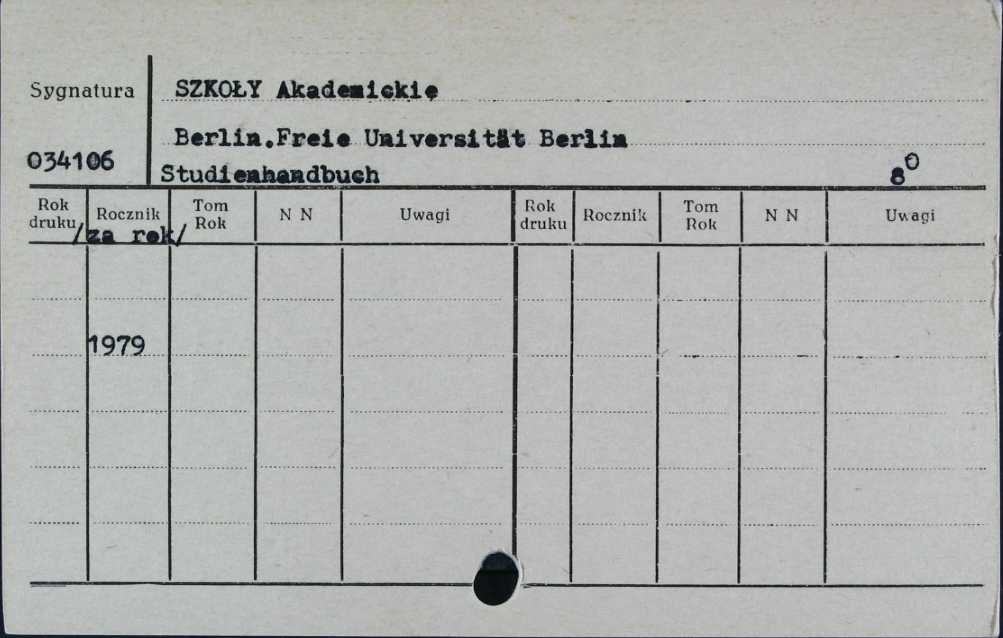 Sygnatura
SZKOŁY Akademickie
Berlin.Freie Universität Berlin
034106
Studienhandbuch
8⁰
Rok druku
Rocznik
Tom Rok
N N
Uwagi
Rok druku
Rocznik
Tom Rok
N N
Uwagi
/za rok/
1979